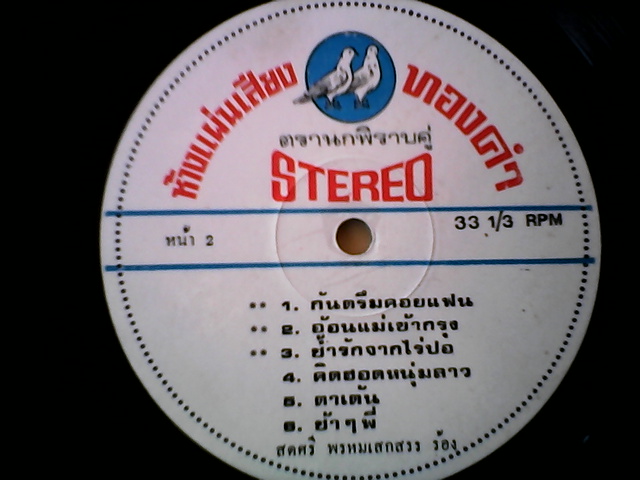 ห้างแผ่นเสียง ทองคำ
ตรานกพิราบคู่
STEREO
33 1/3 RPM
หน้า 2
** 1. กันตรึมคอยแฟน
** 2. อ้อนแม่เย้ากรุง
** 3. ช้ำรักจากไร่ปอ
4. คิดฮอดหนุ่มลาว
5. ตาเต้น
6. ย้ำๆพี่
สดศรี พรหมเสกสรร ร้อง